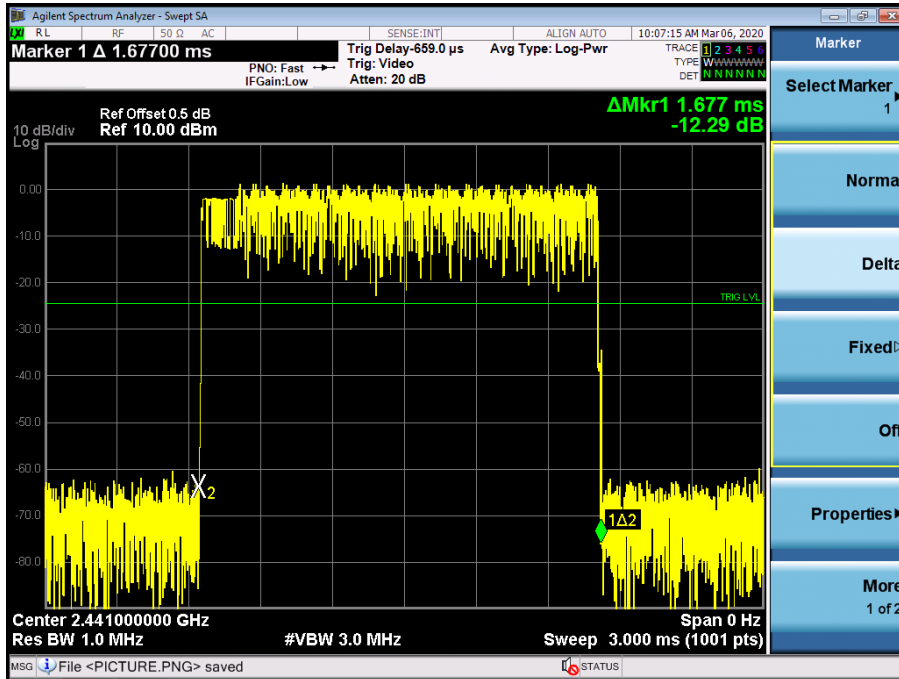 Agilent Spectrum Analyzer - Swept SA
LXI RL RF 50 Ω AC SENSE:INT ALIGN AUTO 10:07:15 AM Mar 06, 2020
Marker 1 Δ 1.67700 ms
PNO: Fast
IFGain:Low
Trig Delay-659.0 µs
Trig: Video
Atten: 20 dB
Avg Type: Log-Pwr
TRACE 1 2 3 4 5 6
TYPE WWWWWW
DET N N N N N N
ΔMkr1 1.677 ms
-12.29 dB
Ref Offset 0.5 dB
10 dB/div Ref 10.00 dBm
Log
0.00
-10.0
-20.0
TRIG LVL
-30.0
-40.0
-50.0
-60.0
-70.0
-80.0
X2
1Δ2
Center 2.441000000 GHz Span 0 Hz
Res BW 1.0 MHz #VBW 3.0 MHz Sweep 3.000 ms (1001 pts)
MSG File <PICTURE.PNG> saved STATUS
Marker
Select Marker
1
Norma
Delta
Fixed
Off
Properties
More
1 of 2